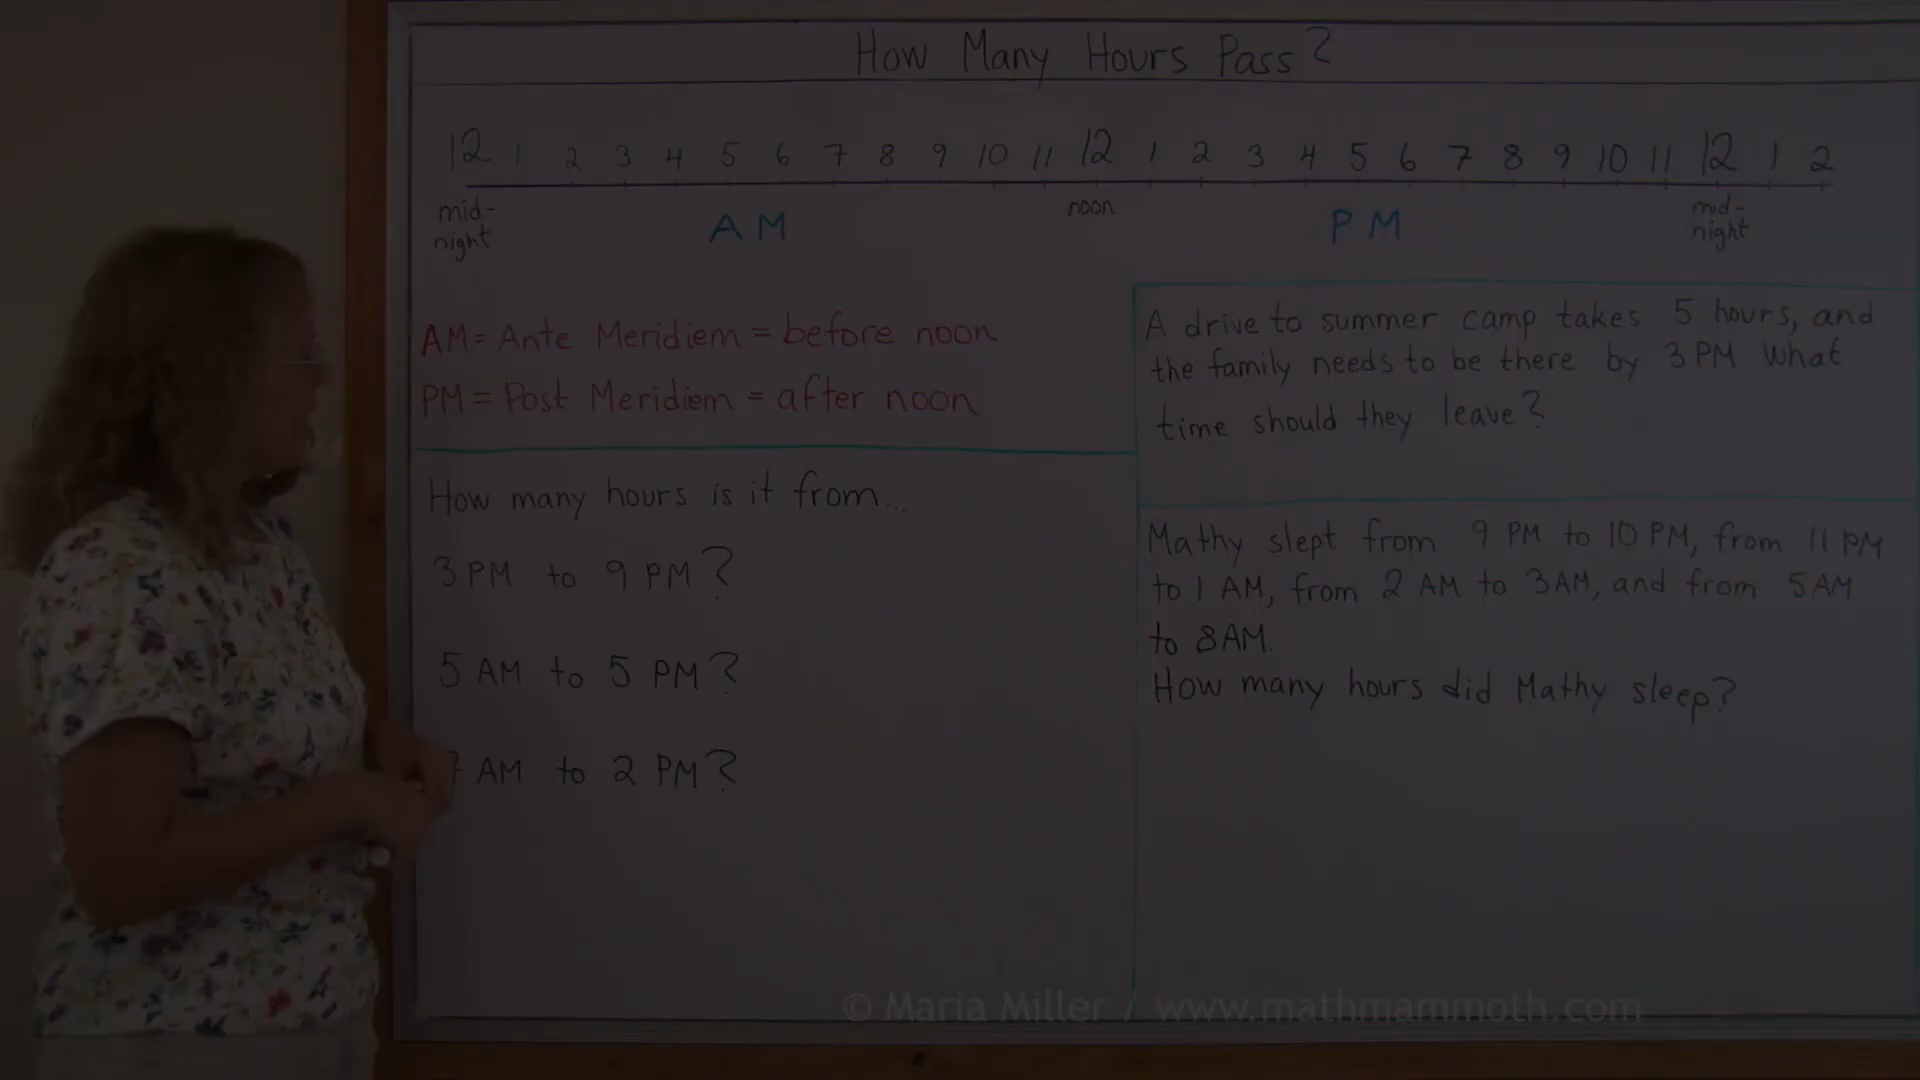 How Many Hours Pass?
12 1 2 3 4 5 6 7 8 9 10 11 12 1 2 3 4 5 6 7 8 9 10 11 12 1 2
mid-
night
AM
noon
PM
mid-
night
AM = Ante Meridiem = before noon
PM = Post Meridiem = after noon
How many hours is it from...
3 PM to 9 PM?
5 AM to 5 PM?
7 AM to 2 PM?
A drive to summer camp takes 5 hours, and
the family needs to be there by 3 PM What
time should they leave?
Mathy slept from 9 PM to 10 PM, from 11 PM
to 1 AM, from 2 AM to 3 AM, and from 5 AM
to 8 AM.
How many hours did Mathy sleep?
© Maria Miller / www.mathmammoth.com